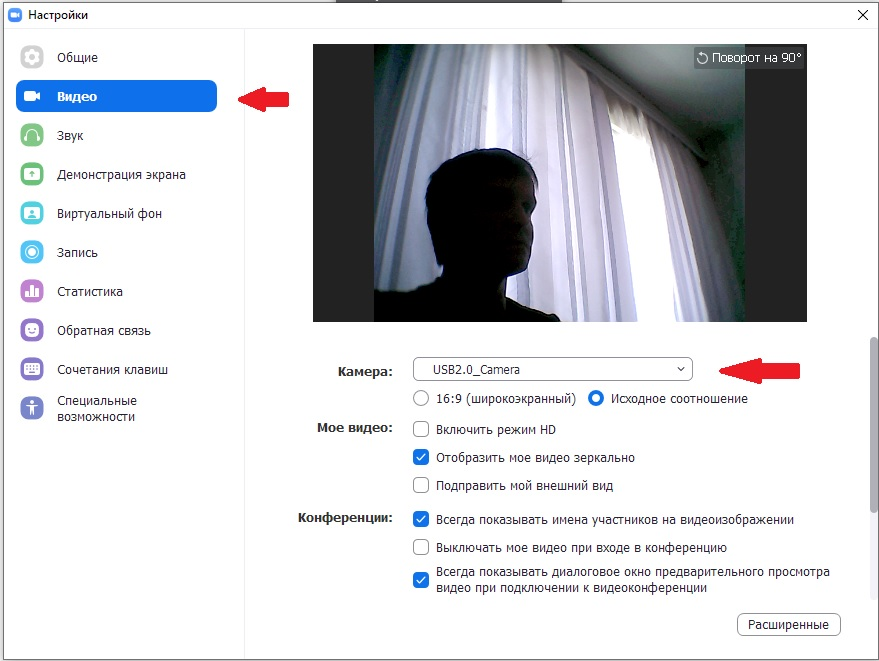 Настройки
Общие
Видео
Звук
Демонстрация экрана
Виртуальный фон
Запись
Статистика
Обратная связь
Сочетания клавиш
Специальные
возможности
Поворот на 90°
Камера:
USB2.0_Camera
16:9 (широкоэкранный)
Исходное соотношение
Мое видео:
Включить режим HD
Отобразить мое видео зеркально
Подправить мой внешний вид
Конференции:
Всегда показывать имена участников на видеоизображении
Выключать мое видео при входе в конференцию
Всегда показывать диалоговое окно предварительного просмотра
видео при подключении к видеоконференции
Расширенные